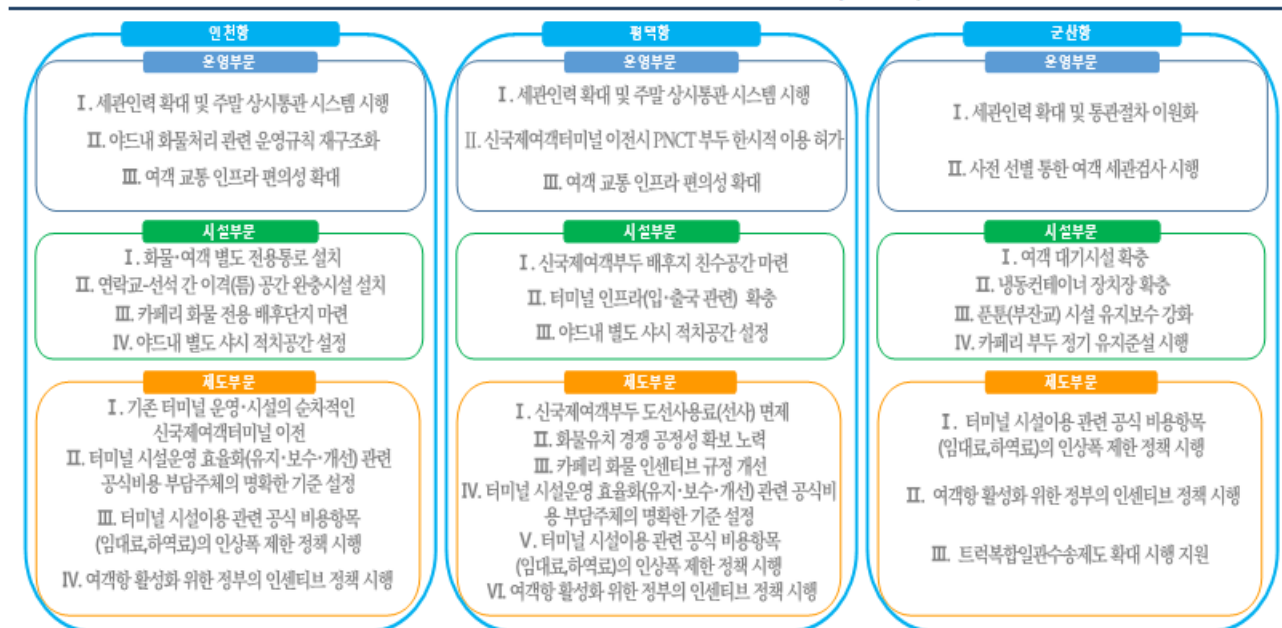 인천항
운영부문
Ⅰ. 세관인력 확대 및 주말 상시통관 시스템 시행
Ⅱ. 야드내 화물처리 관련 운영규칙 재구조화
Ⅲ. 여객 교통 인프라 편의성 확대
시설부문
Ⅰ. 화물·여객 별도 전용통로 설치
Ⅱ. 연락교-선석 간 이격(틈) 공간 완충시설 설치
Ⅲ. 카페리 화물 전용 배후단지 마련
Ⅳ. 야드내 별도 샤시 적치공간 설정
제도부문
Ⅰ. 기존 터미널 운영·시설의 순차적인
신국제여객터미널 이전
Ⅱ. 터미널 시설운영 효율화(유지·보수·개선) 관련
공식비용 부담주체의 명확한 기준 설정
Ⅲ. 터미널 시설이용 관련 공식 비용항목
(임대료,하역료)의 인상폭 제한 정책 시행
Ⅳ. 여객항 활성화 위한 정부의 인센티브 정책 시행
평택항
운영부문
Ⅰ. 세관인력 확대 및 주말 상시통관 시스템 시행
Ⅱ. 신국제여객터미널 이전시 PNCT 부두 한시적 이용 허가
Ⅲ. 여객 교통 인프라 편의성 확대
시설부문
Ⅰ. 신국제여객부두 배후지 친수공간 마련
Ⅱ. 터미널 인프라(입·출국 관련) 확충
Ⅲ. 야드내 별도 샤시 적치공간 설정
제도부문
Ⅰ. 신국제여객부두 도선사용료(선사) 면제
Ⅱ. 화물유치 경쟁 공정성 확보 노력
Ⅲ. 카페리 화물 인센티브 규정 개선
Ⅳ. 터미널 시설운영 효율화(유지·보수·개선) 관련 공식비
용 부담주체의 명확한 기준 설정
Ⅴ. 터미널 시설이용 관련 공식 비용항목
(임대료,하역료)의 인상폭 제한 정책 시행
Ⅵ. 여객항 활성화 위한 정부의 인센티브 정책 시행
군산항
운영부문
Ⅰ. 세관인력 확대 및 통관절차 이원화
Ⅱ. 사전 선별 통한 여객 세관검사 시행
시설부문
Ⅰ. 여객 대기시설 확충
Ⅱ. 냉동컨테이너 장치장 확충
Ⅲ. 푼툰(부잔교) 시설 유지보수 강화
Ⅳ. 카페리 부두 정기 유지준설 시행
제도부문
Ⅰ. 터미널 시설이용 관련 공식 비용항목
(임대료,하역료)의 인상폭 제한 정책 시행
Ⅱ. 여객항 활성화 위한 정부의 인센티브 정책 시행
Ⅲ. 트럭복합일관수송제도 확대 시행 지원